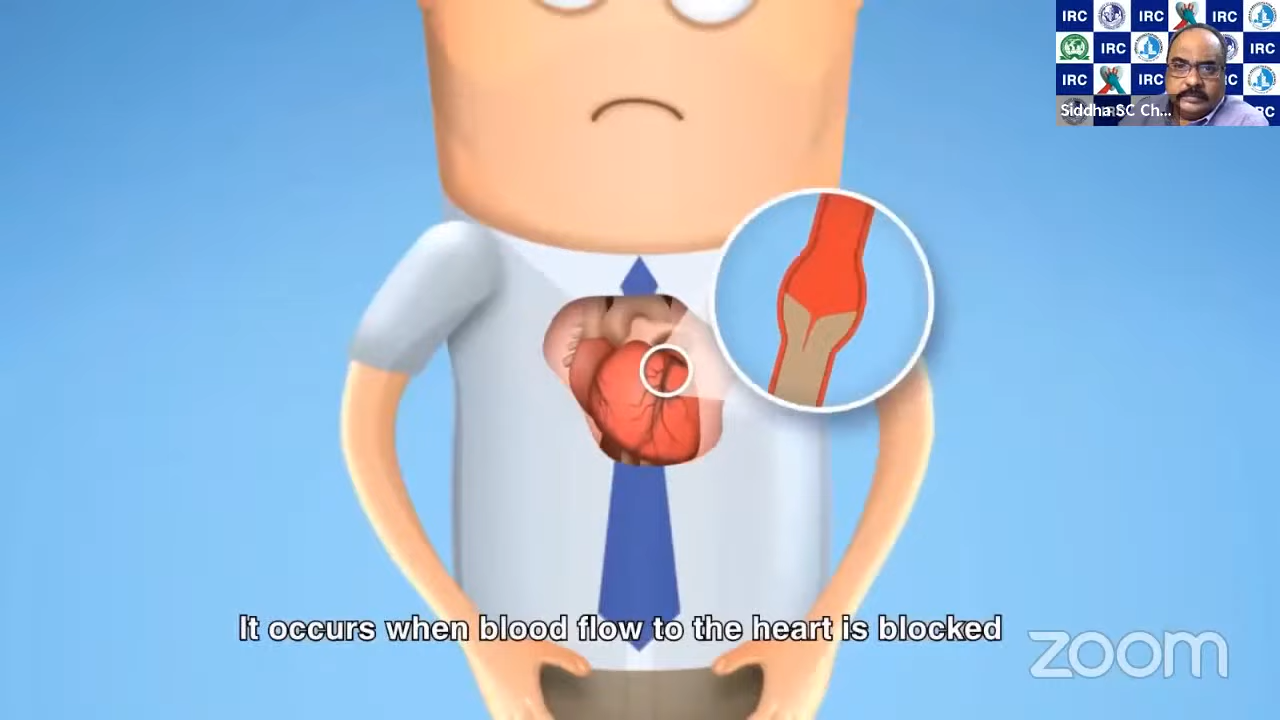 IRC IRC IRC
IRC IRC
IRC IRC IRC
Siddha SC Ch...
It occurs when blood flow to the heart is blocked
zoom